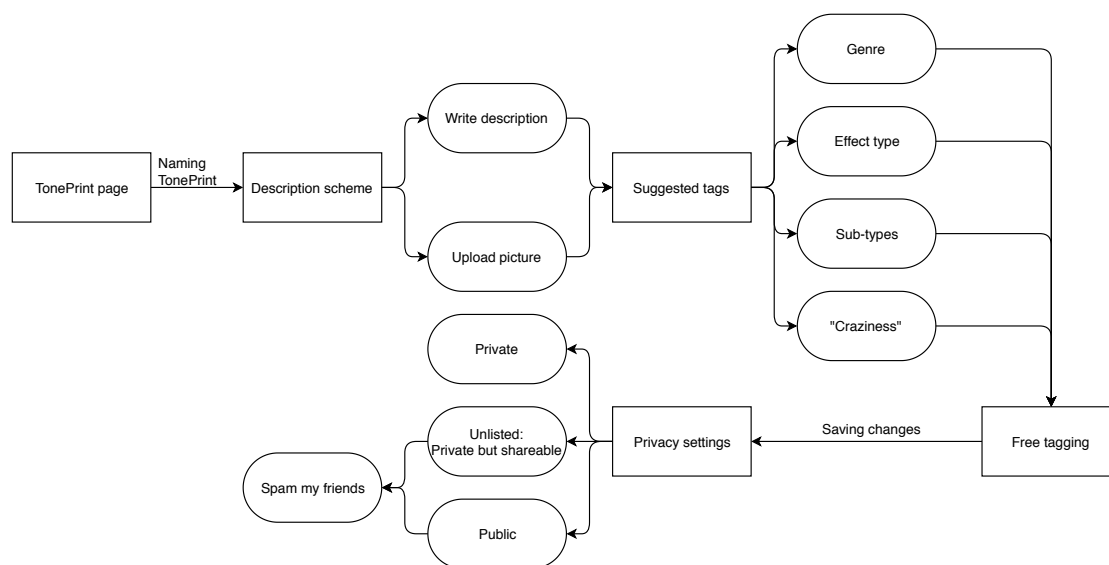 Genre
Write description
Effect type
Naming
TonePrint
TonePrint page
Description scheme
Suggested tags
Sub-types
Upload picture
"Craziness"
Private
Unlisted:
Private but shareable
Privacy settings
Saving changes
Free tagging
Spam my friends
Public